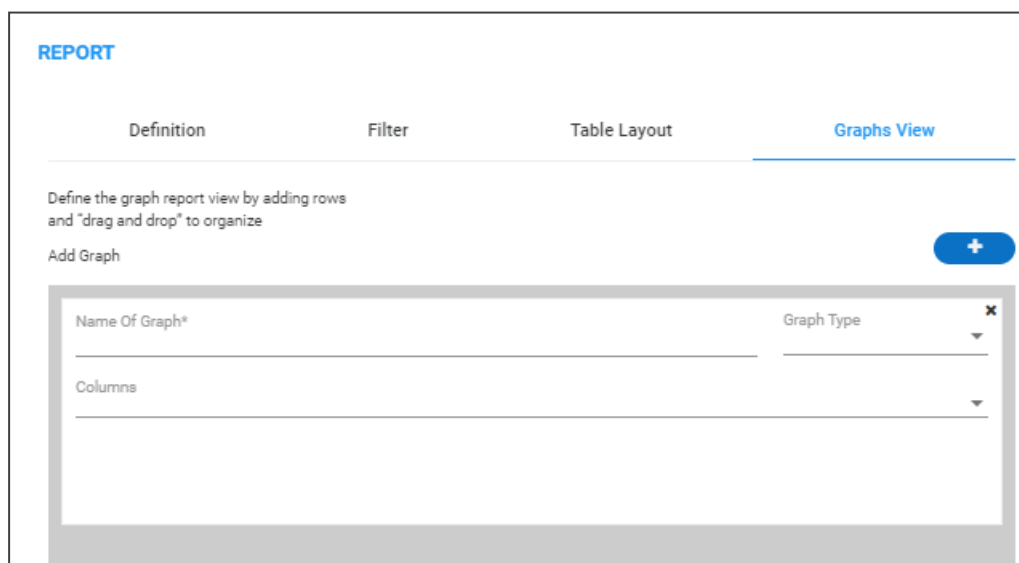 REPORT
Definition Filter Table Layout Graphs View
Define the graph report view by adding rows
and “drag and drop” to organize
Add Graph
Name Of Graph*
Graph Type
Columns